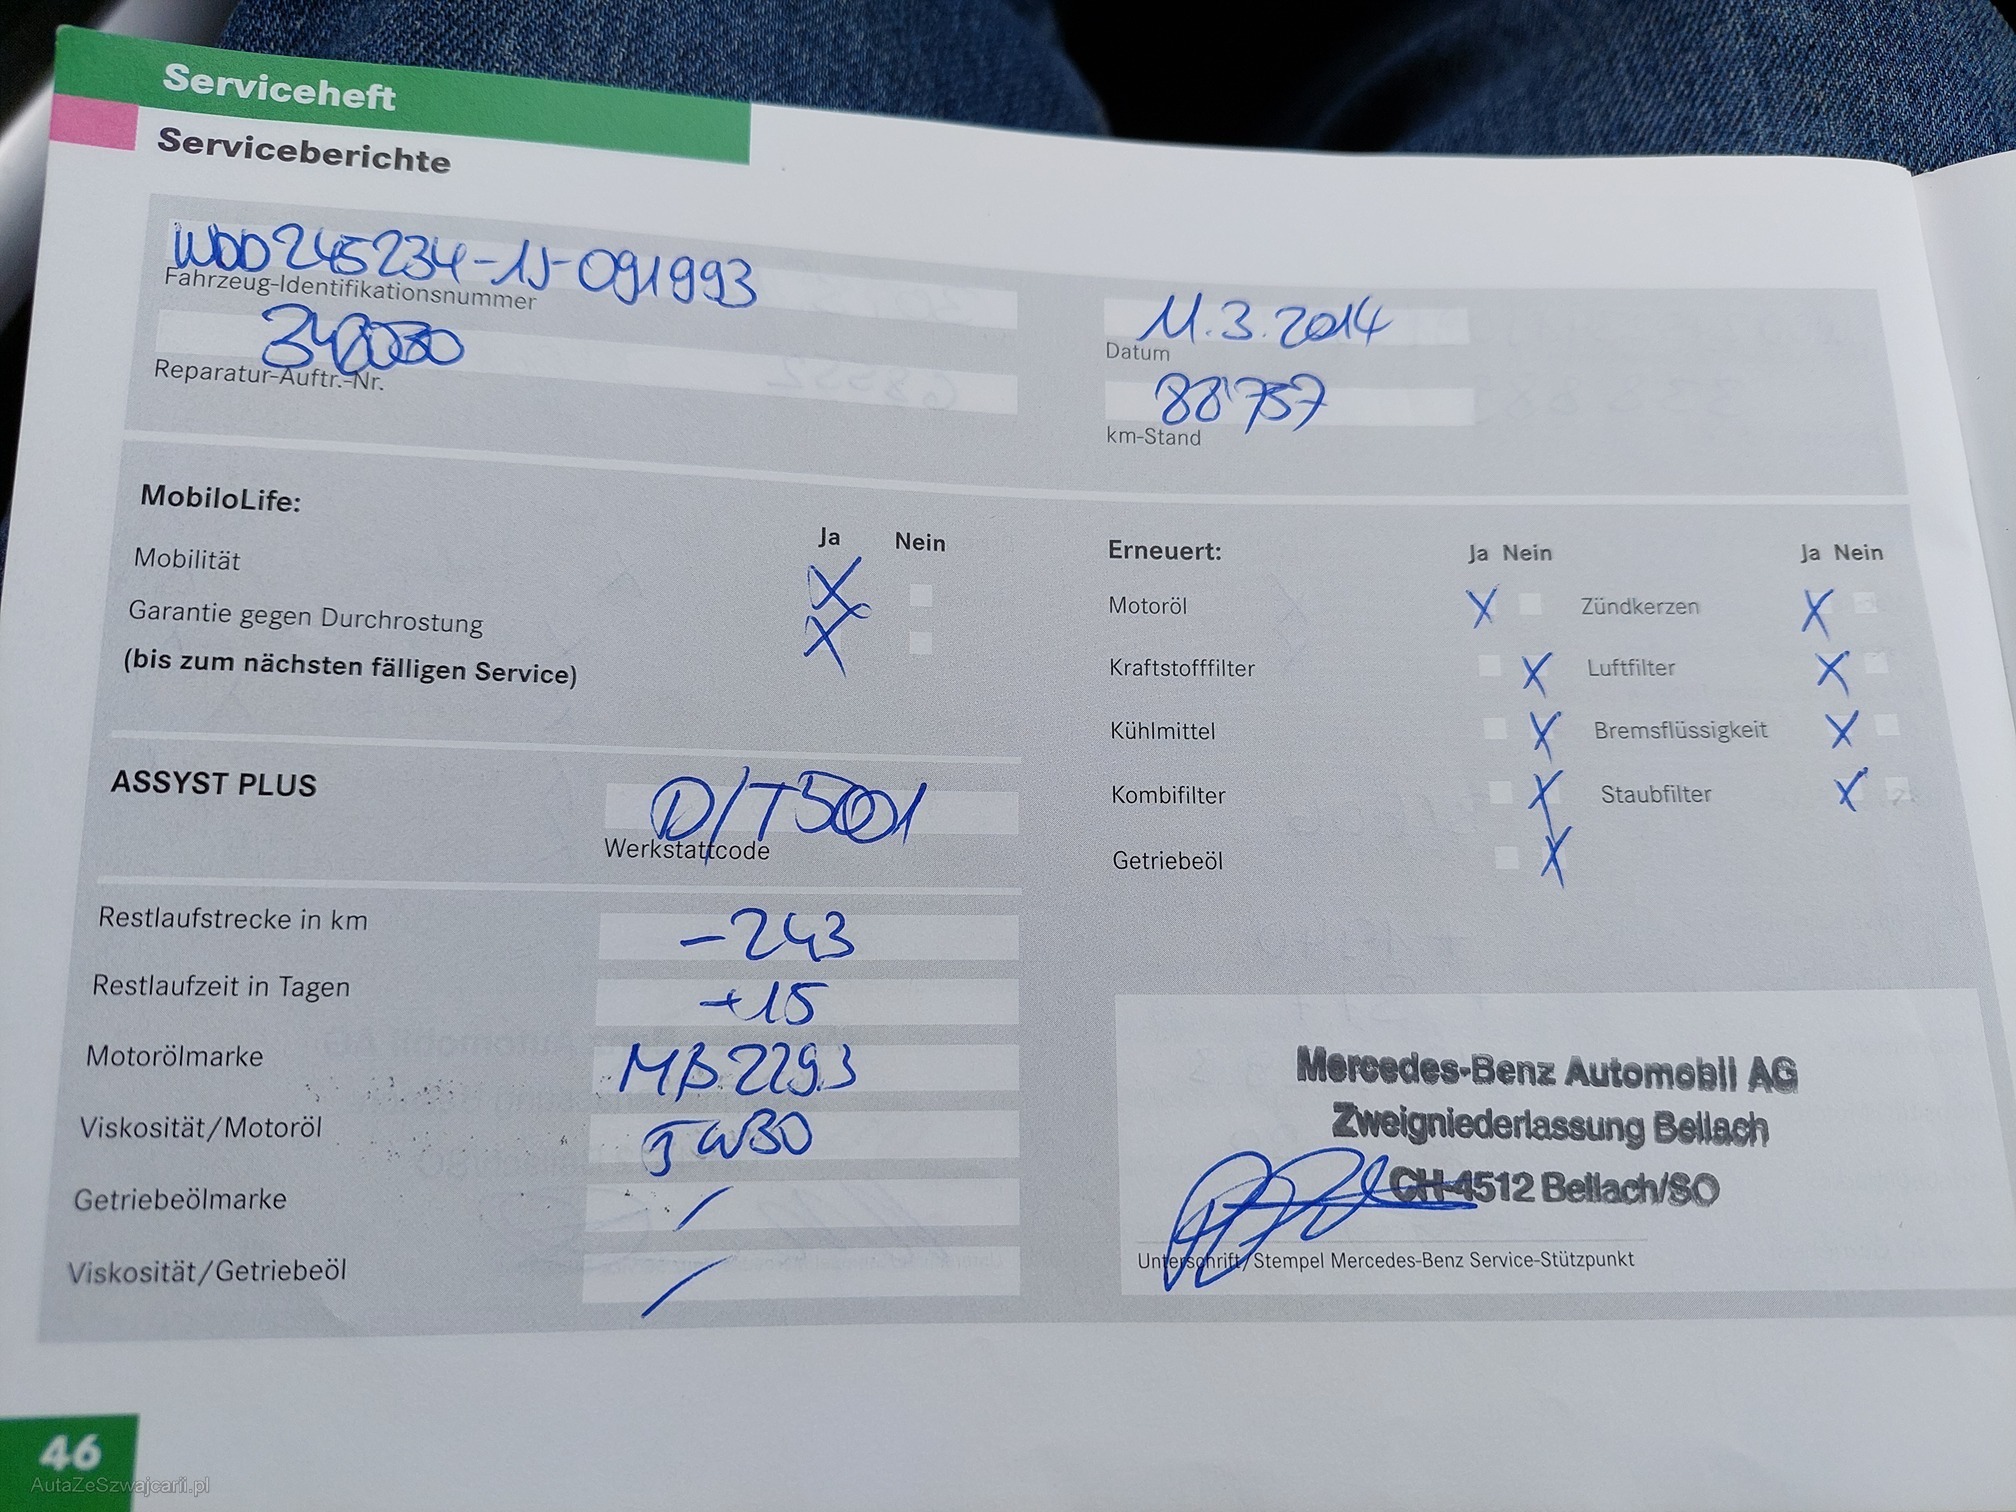 Serviceheft
Serviceberichte
WDD245234-1J-091993
Fahrzeug-Identifikationsnummer
Reparatur-Auftr.-Nr.
11.3.2014
Datum
88'757
km-Stand
MobiloLife:
Ja Nein
Mobilität X
Garantie gegen Durchrostung X
(bis zum nächsten fälligen Service)
ASSYST PLUS
Werkstattcode
Restlaufstrecke in km -243
Restlaufzeit in Tagen +15
Motorölmarke MB 229.3
Viskosität/Motoröl 5W30
Getriebeölmarke /
Viskosität/Getriebeöl /
Erneuert: Ja Nein Ja Nein
Motoröl X Zündkerzen X
Kraftstofffilter X Luftfilter X
Kühlmittel X Bremsflüssigkeit X
Kombifilter X Staubfilter X
Getriebeöl X
Mercedes-Benz Automobil AG
Zweigniederlassung Bellach
CH-4512 Bellach/SO
Unterschrift/Stempel Mercedes-Benz Service-Stützpunkt
46
AutaZeSzwajcarii.pl